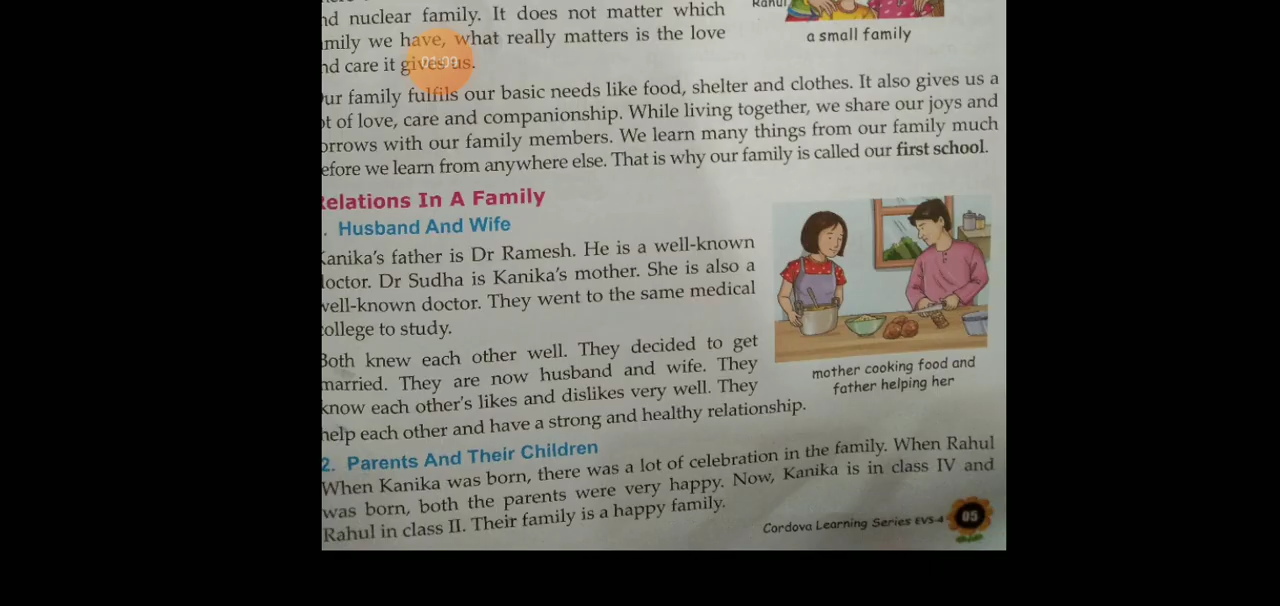 nd nuclear family. It does not matter which
mily we have, what really matters is the love
nd care it gives us.
Rahul
a small family
ur family fulfils our basic needs like food, shelter and clothes. It also gives us a
ot of love, care and companionship. While living together, we share our joys and
orrows with our family members. We learn many things from our family much
efore we learn from anywhere else. That is why our family is called our first school.
Relations In A Family
. Husband And Wife
Kanika's father is Dr Ramesh. He is a well-known
doctor. Dr Sudha is Kanika's mother. She is also a
well-known doctor. They went to the same medical
college to study.
Both knew each other well. They decided to get
married. They are now husband and wife. They
know each other's likes and dislikes very well. They
help each other and have a strong and healthy relationship.
mother cooking food and
father helping her
2. Parents And Their Children
When Kanika was born, there was a lot of celebration in the family. When Rahul
was born, both the parents were very happy. Now, Kanika is in class IV and
Rahul in class II. Their family is a happy family.
Cordova Learning Series EVS-4
05